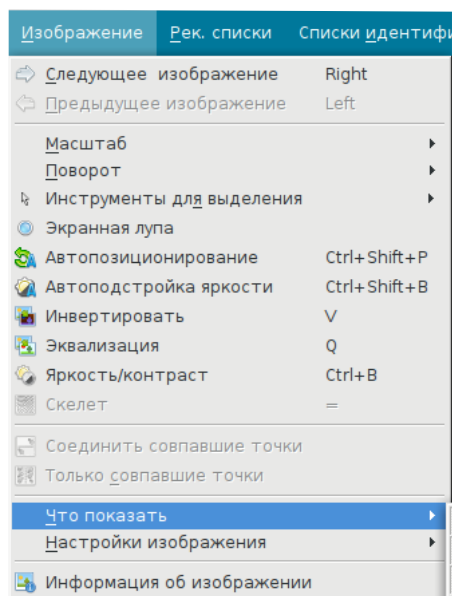 Изображение Рек. списки Списки идентифи
Следующее изображение Right
Предыдущее изображение Left
Масштаб
Поворот
Инструменты для выделения
Экранная лупа
Автопозиционирование Ctrl+Shift+P
Автоподстройка яркости Ctrl+Shift+B
Инвертировать V
Эквализация Q
Яркость/контраст Ctrl+B
Скелет =
Соединить совпавшие точки
Только совпавшие точки
Что показать
Настройки изображения
Информация об изображении